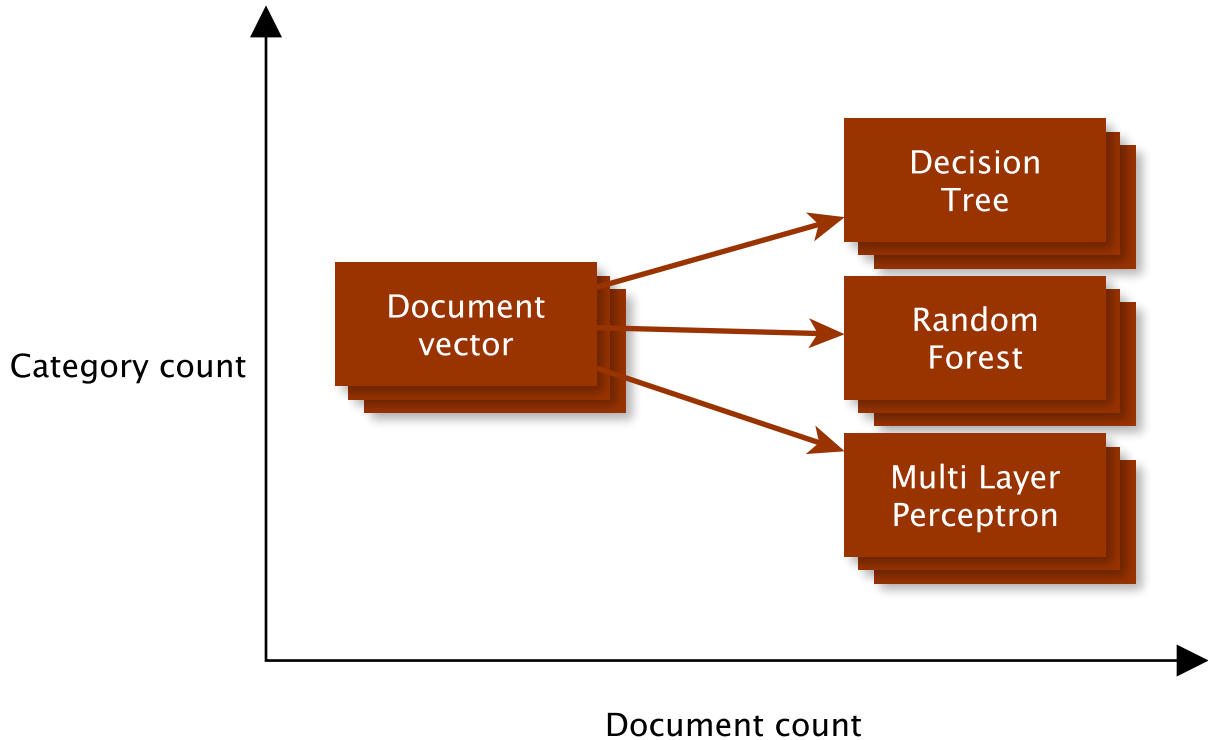 Decision
Tree
Document
vector
Random
Forest
Category count
Multi Layer
Perceptron
Document count